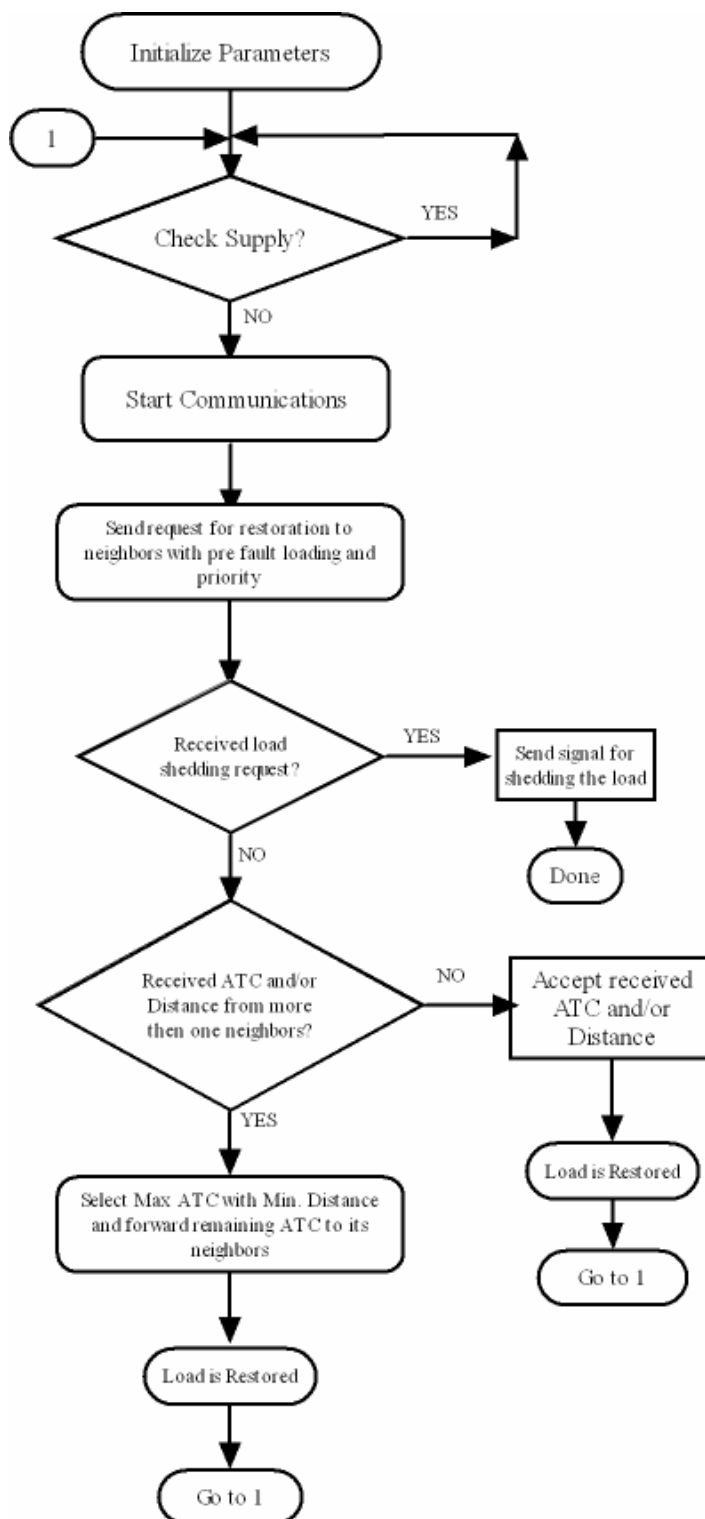 Initialize Parameters
1
YES
Check Supply?
NO
Start Communications
Send request for restoration to
neighbors with pre fault loading and
priority
Received load
shedding request?
YES
Send signal for
shedding the load
NO
Done
Received ATC and/or
Distance from more
then one neighbors?
NO
Accept received
ATC and/or
Distance
YES
Load is Restored
Select Max ATC with Min. Distance
and forward remaining ATC to its
neighbors
Go to 1
Load is Restored
Go to 1